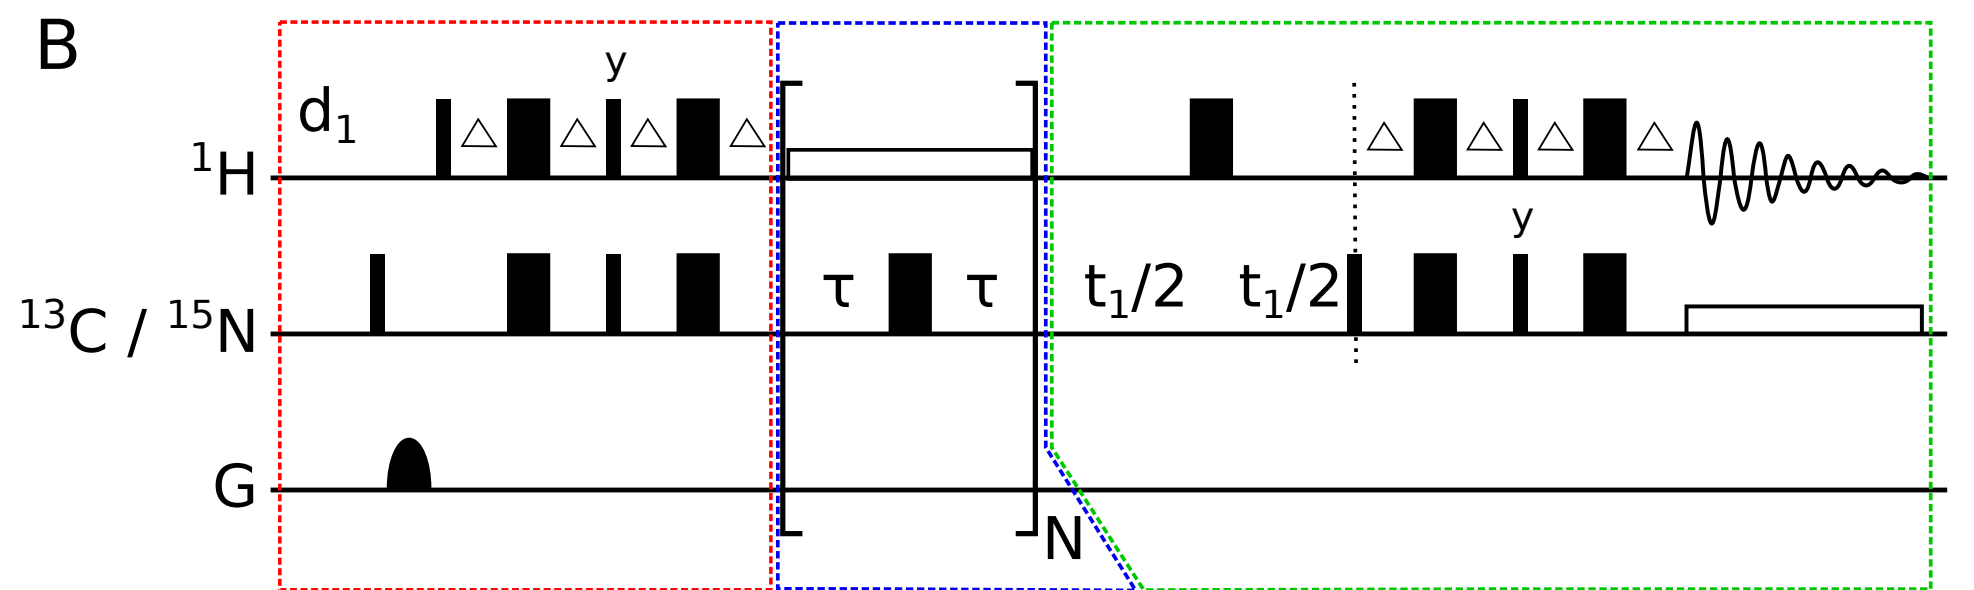 B
y
d₁
¹H
y
τ τ t₁/2 t₁/2
¹³C / ¹⁵N
G
N